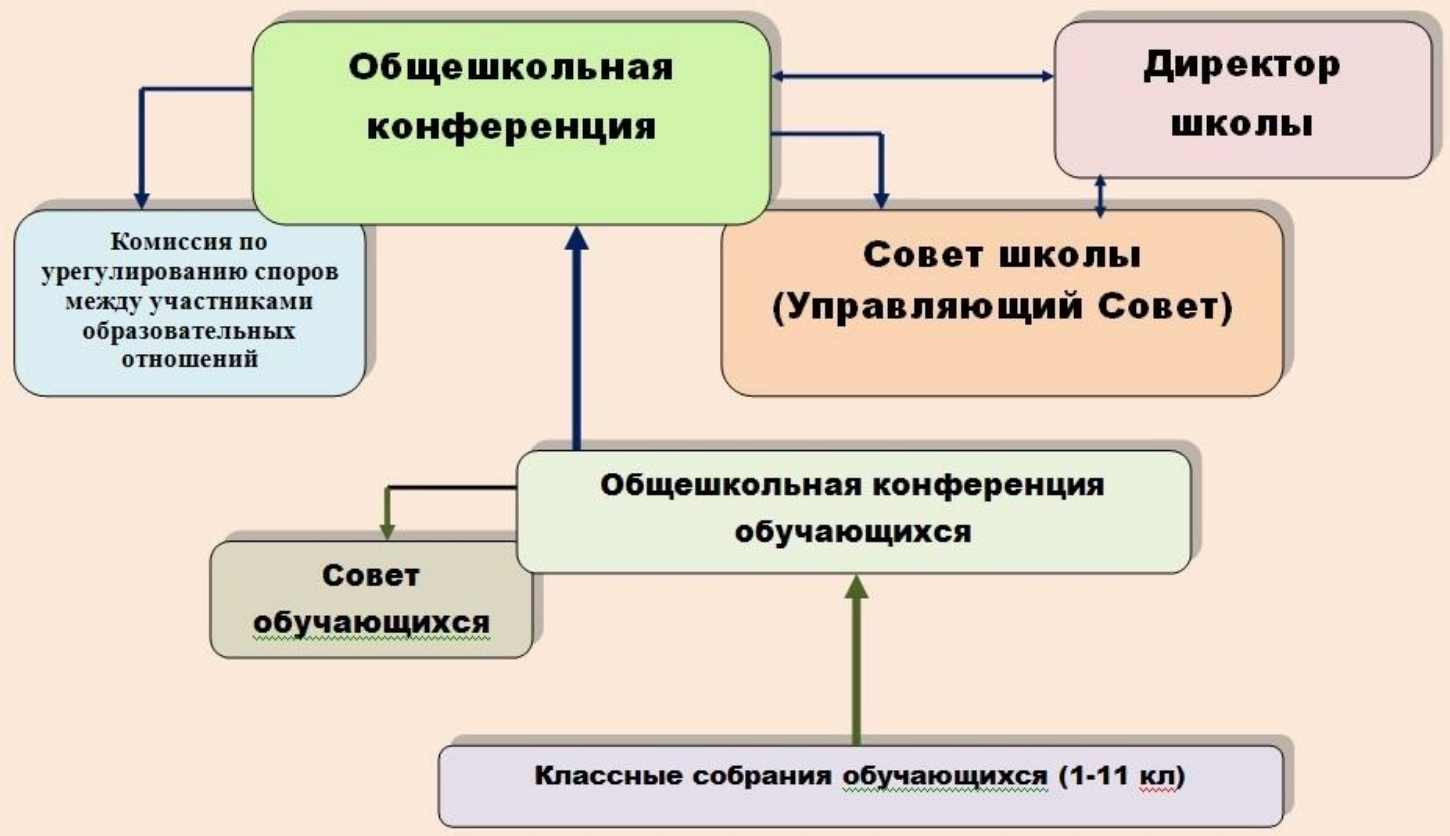 Общешкольная
конференция
Директор
школы
Комиссия по
урегулированию споров
между участниками
образовательных
отношений
Совет школы
(Управляющий Совет)
Общешкольная конференция
обучающихся
Совет
обучающихся
Классные собрания обучающихся (1-11 кл)